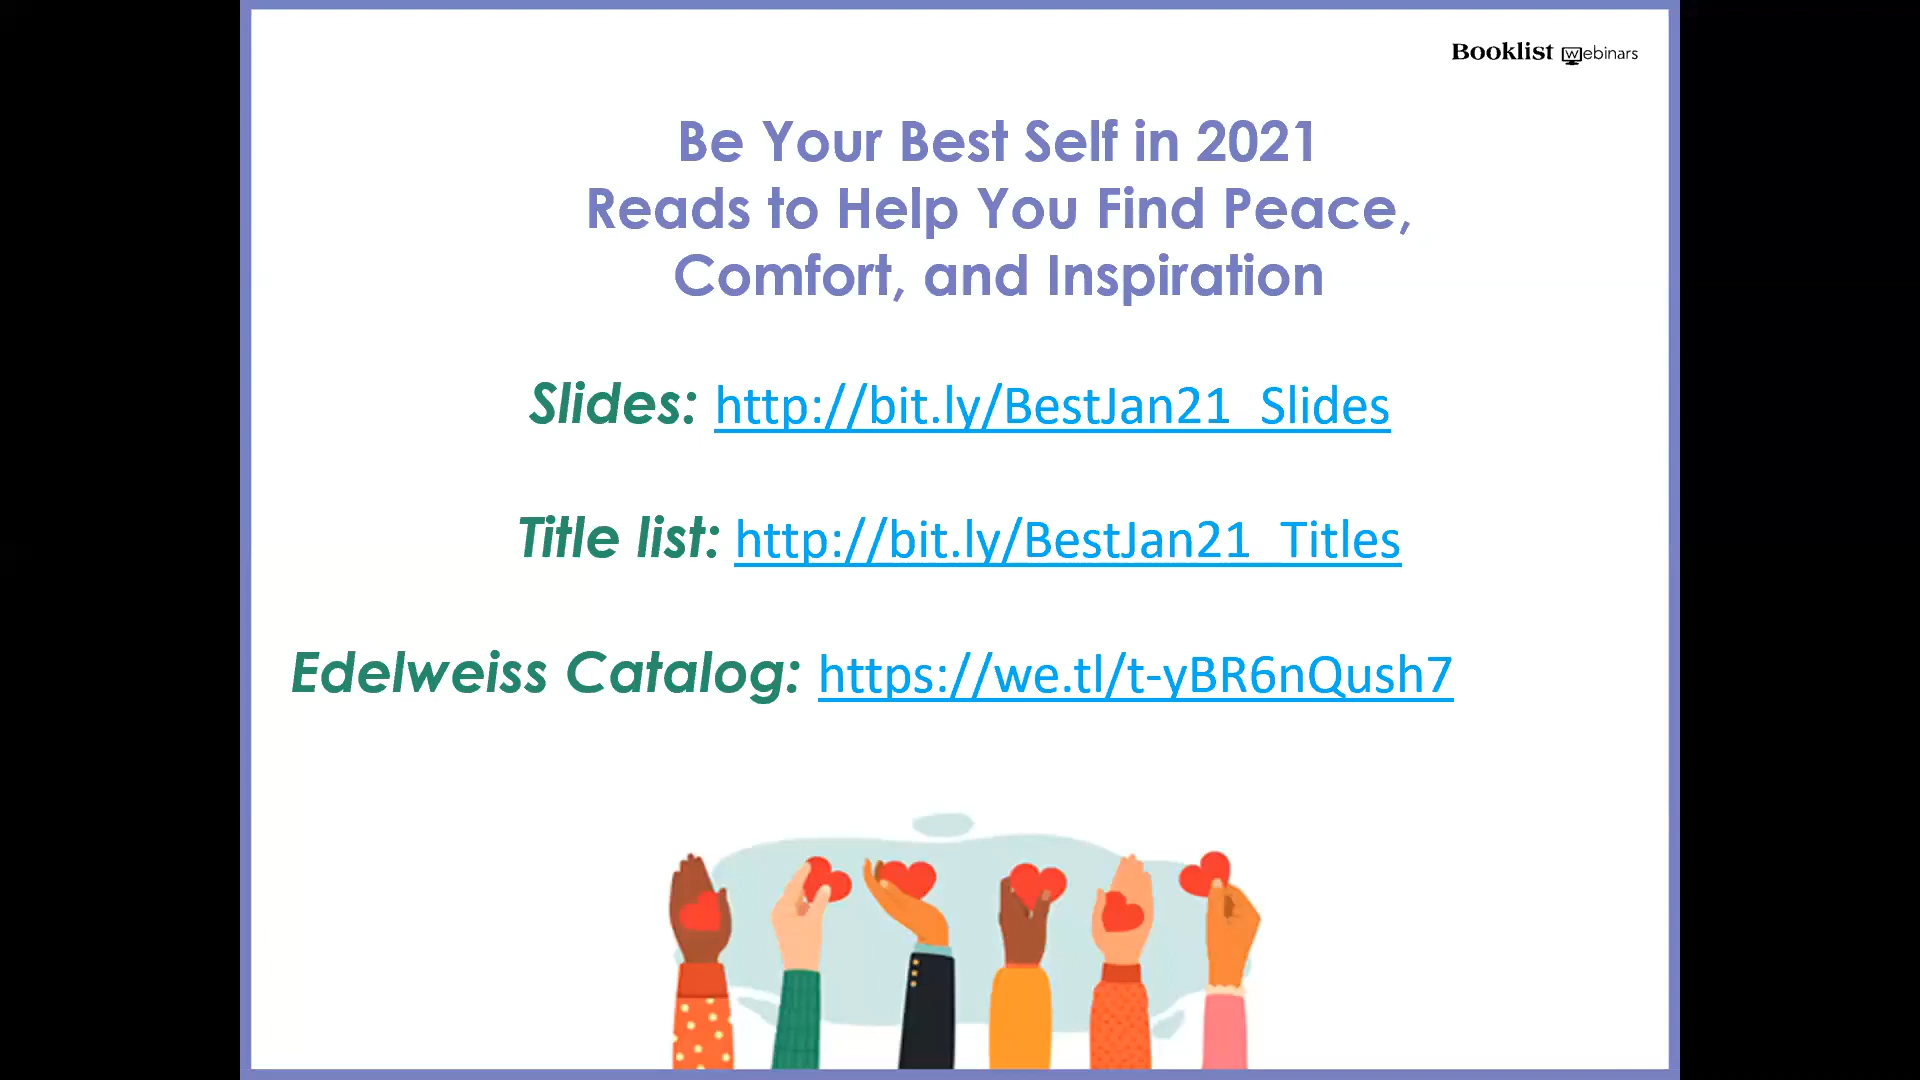 Booklist Webinars
Be Your Best Self in 2021
Reads to Help You Find Peace,
Comfort, and Inspiration
Slides: http://bit.ly/BestJan21_Slides
Title list: http://bit.ly/BestJan21_Titles
Edelweiss Catalog: https://we.tl/t-yBR6nQush7